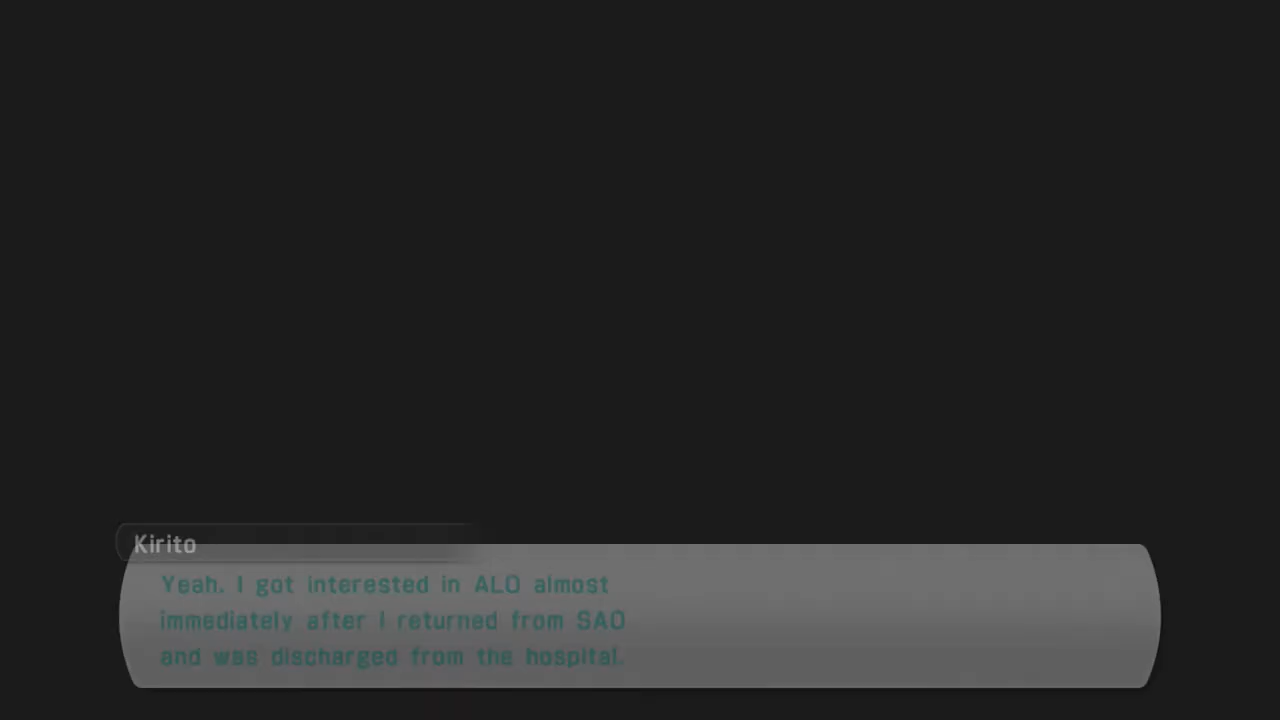 Kirito
Yeah. I got interested in ALO almost
immediately after I returned from SAO
and was discharged from the hospital.